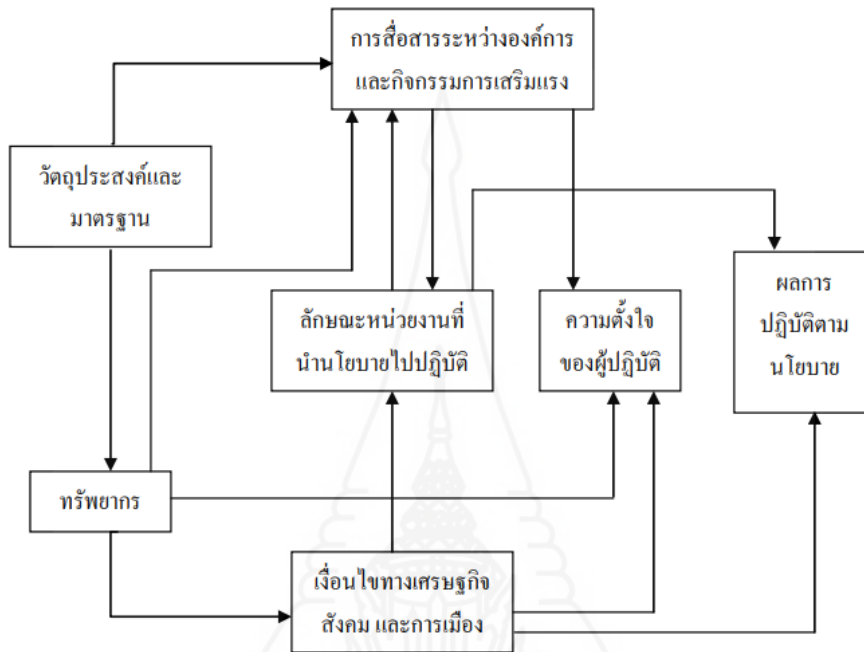 การสื่อสารระหว่างองค์การ
และกิจกรรมการเสริมแรง
วัตถุประสงค์และ
มาตรฐาน
ลักษณะหน่วยงานที่
นำนโยบายไปปฏิบัติ
ความตั้งใจ
ของผู้ปฏิบัติ
ผลการ
ปฏิบัติตาม
นโยบาย
ทรัพยากร
เงื่อนไขทางเศรษฐกิจ
สังคม และการเมือง